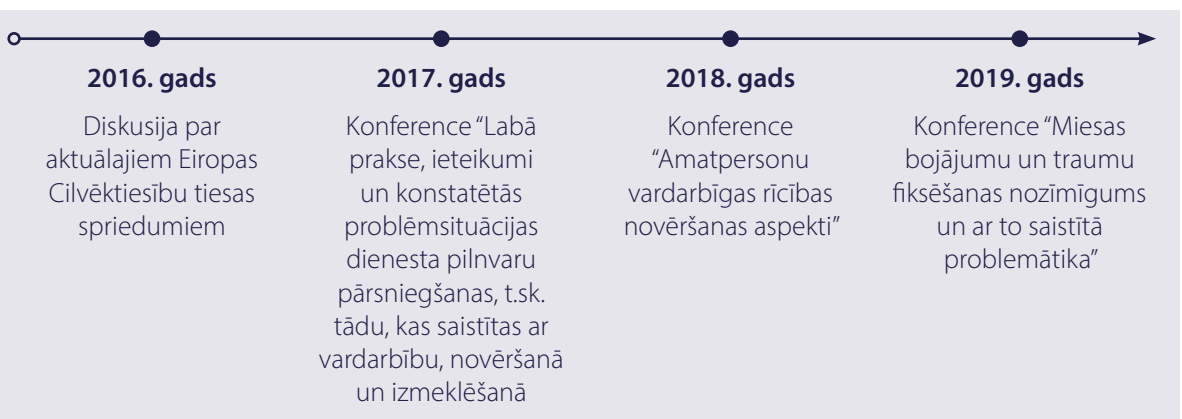 2016. gads
Diskusija par
aktuālajiem Eiropas
Cilvēktiesību tiesas
spriedumiem
2017. gads
Konference “Labā
prakse, ieteikumi
un konstatētās
problēmsituācijas
dienesta pilnvaru
pārsniegšanas, t.sk.
tādu, kas saistītas ar
vardarbību, novēršanā
un izmeklēšanā
2018. gads
Konference
“Amatpersonu
vardarbīgas rīcības
novēršanas aspekti”
2019. gads
Konference “Miesas
bojājumu un traumu
fiksēšanas nozīmīgums
un ar to saistītā
problemātika”